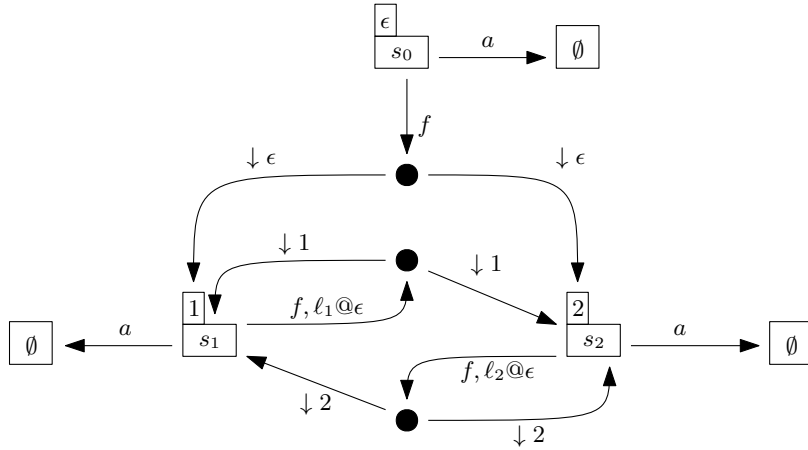 ϵ
s₀ a ∅
f
↓ ϵ ↓ ϵ
↓ 1 ↓ 1
1 2
f, ℓ₁@ϵ
∅ a s₁ s₂ a ∅
f, ℓ₂@ϵ
↓ 2
↓ 2